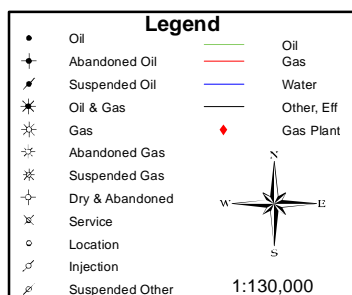 Legend
Oil
Abandoned Oil
Suspended Oil
Oil & Gas
Gas
Abandoned Gas
Suspended Gas
Dry & Abandoned
Service
Location
Injection
Suspended Other
Oil
Gas
Water
Other, Eff
Gas Plant
N
W E
S
1:130,000